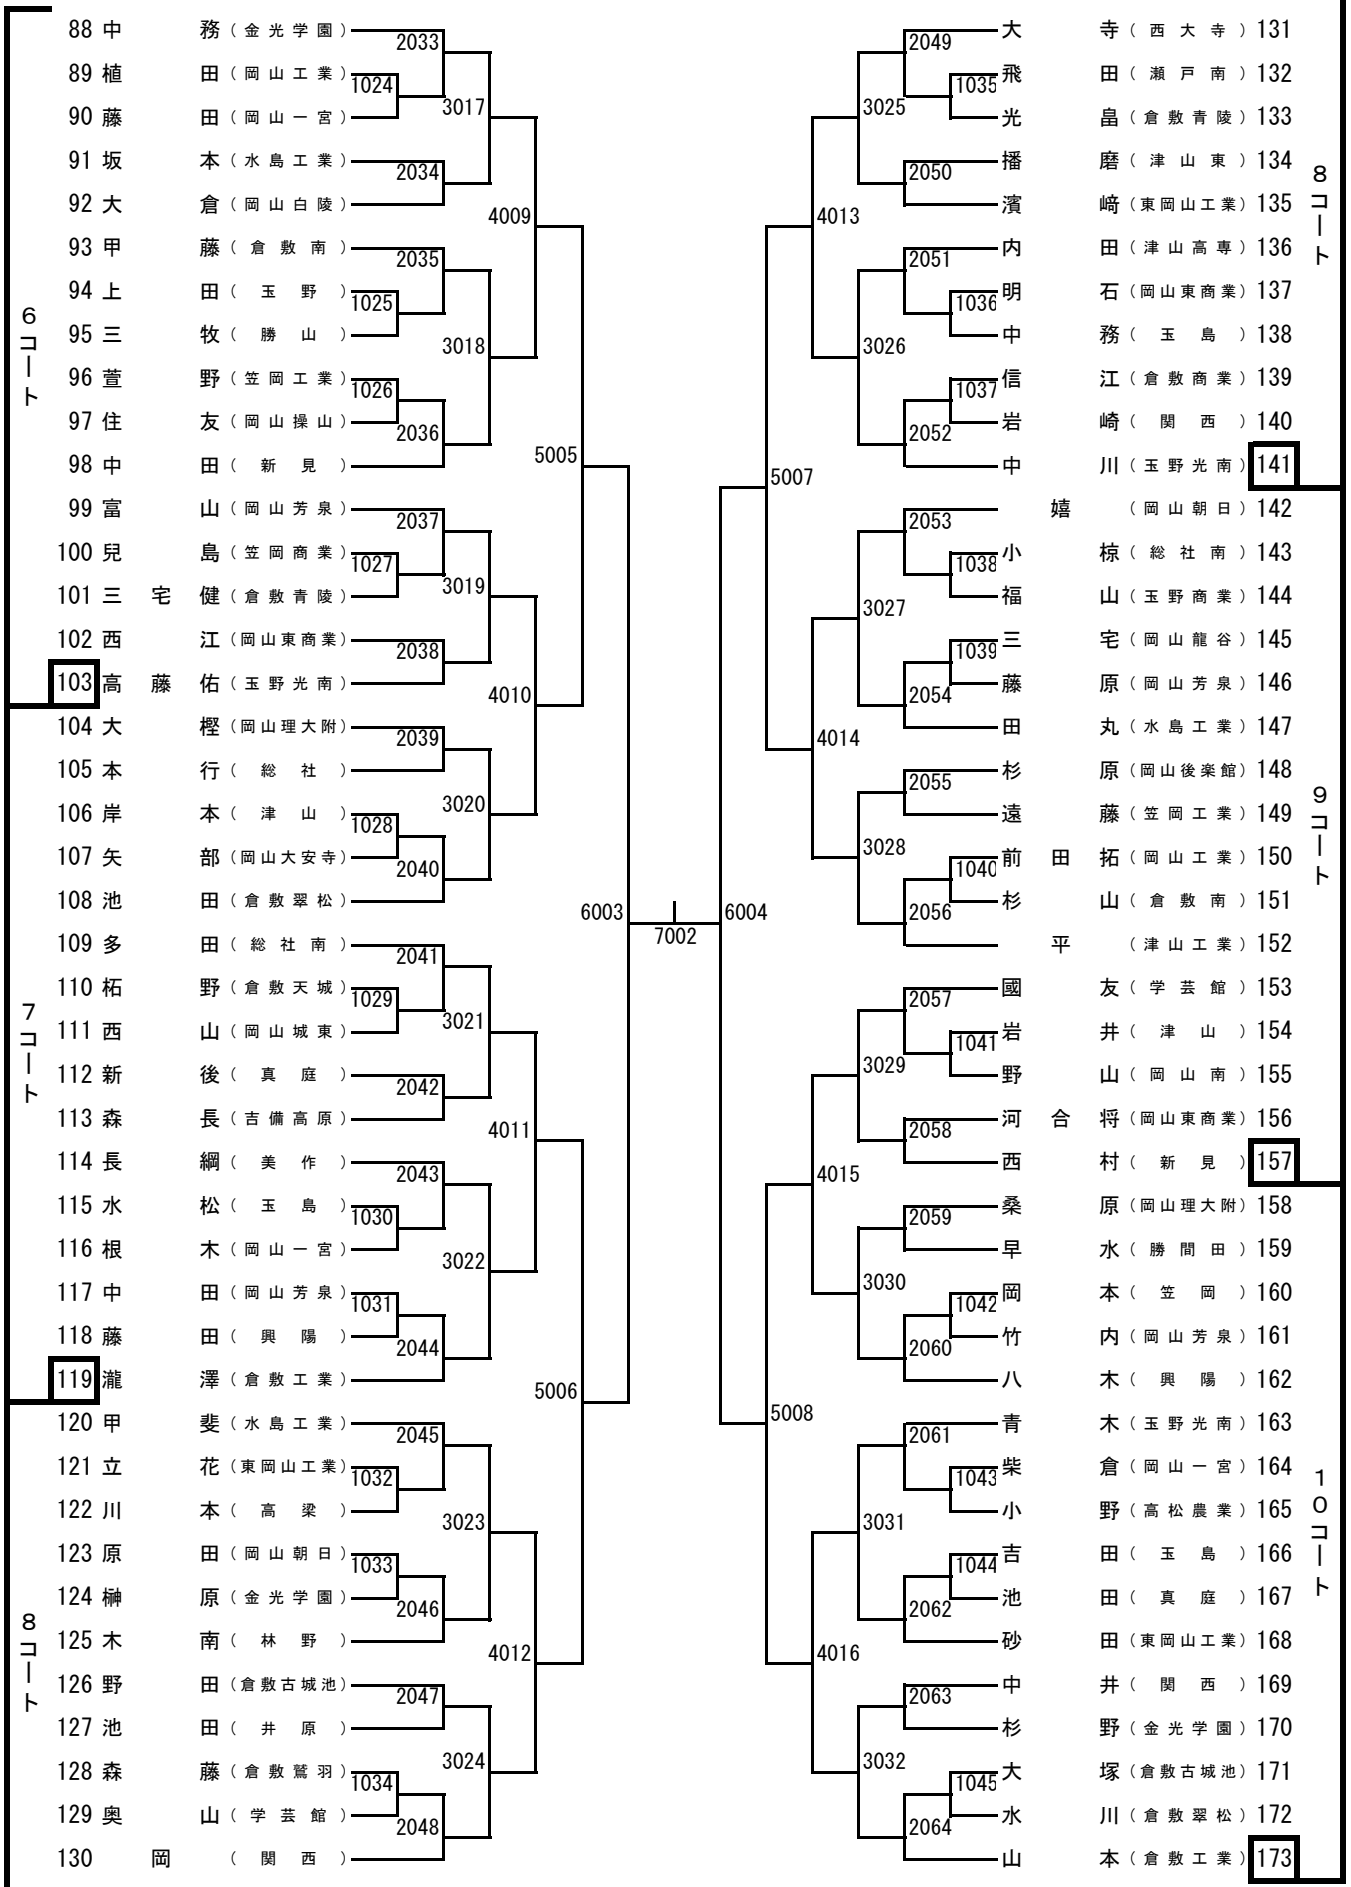 88 中務 (金光学園)
89 植田 (岡山工業)
90 藤田 (岡山一宮)
91 坂本 (水島工業)
92 大倉 (岡山白陵)
93 甲藤 (倉敷南)
94 上田 (玉野)
95 三牧 (勝山)
96 萱野 (笠岡工業)
97 住友 (岡山操山)
98 中田 (新見)
99 富山 (岡山芳泉)
100 兒島 (笠岡商業)
101 三宅健 (倉敷青陵)
102 西江 (岡山東商業)
103 高藤佑 (玉野光南)
104 大樫 (岡山理大附)
105 本行 (総社)
106 岸本 (津山)
107 矢部 (岡山大安寺)
108 池田 (倉敷翠松)
109 多田 (総社南)
110 柘野 (倉敷天城)
111 西山 (岡山城東)
112 新後 (真庭)
113 森長 (吉備高原)
114 長綱 (美作)
115 水松 (玉島)
116 根木 (岡山一宮)
117 中田 (岡山芳泉)
118 藤田 (興陽)
119 瀧澤 (倉敷工業)
120 甲斐 (水島工業)
121 立花 (東岡山工業)
122 川本 (高梁)
123 原田 (岡山朝日)
124 榊原 (金光学園)
125 木南 (林野)
126 野田 (倉敷古城池)
127 池田 (井原)
128 森藤 (倉敷鷲羽)
129 奥山 (学芸館)
130 岡 (関西)
6コート
7コート
8コート
1024
1025
1026
1027
1028
1029
1030
1031
1032
1033
1034
2033
2034
2035
2036
2037
2038
2039
2040
2041
2042
2043
2044
2045
2046
2047
2048
3017
3018
3019
3020
3021
3022
3023
3024
4009
4010
4011
4012
5005
5006
6003
7002
6004
5007
5008
4013
4014
4015
4016
3025
3026
3027
3028
3029
3030
3031
3032
2049
2050
2051
2052
2053
2054
2055
2056
2057
2058
2059
2060
2061
2062
2063
2064
1035
1036
1037
1038
1039
1040
1041
1042
1043
1044
1045
大寺 (西大寺) 131
飛田 (瀬戸南) 132
光畠 (倉敷青陵) 133
播磨 (津山東) 134
濱﨑 (東岡山工業) 135
内田 (津山高専) 136
明石 (岡山東商業) 137
中務 (玉島) 138
信江 (倉敷商業) 139
岩崎 (関西) 140
中川 (玉野光南) 141
嬉 (岡山朝日) 142
小椋 (総社南) 143
福山 (玉野商業) 144
三宅 (岡山龍谷) 145
藤原 (岡山芳泉) 146
田丸 (水島工業) 147
杉原 (岡山後楽館) 148
遠藤 (笠岡工業) 149
前田拓 (岡山工業) 150
杉山 (倉敷南) 151
平 (津山工業) 152
國友 (学芸館) 153
岩井 (津山) 154
野山 (岡山南) 155
河合将 (岡山東商業) 156
西村 (新見) 157
桑原 (岡山理大附) 158
早水 (勝間田) 159
岡本 (笠岡) 160
竹内 (岡山芳泉) 161
八木 (興陽) 162
青木 (玉野光南) 163
柴倉 (岡山一宮) 164
小野 (高松農業) 165
吉田 (玉島) 166
池田 (真庭) 167
砂田 (東岡山工業) 168
中井 (関西) 169
杉野 (金光学園) 170
大塚 (倉敷古城池) 171
水川 (倉敷翠松) 172
山本 (倉敷工業) 173
8コート
9コート
10コート